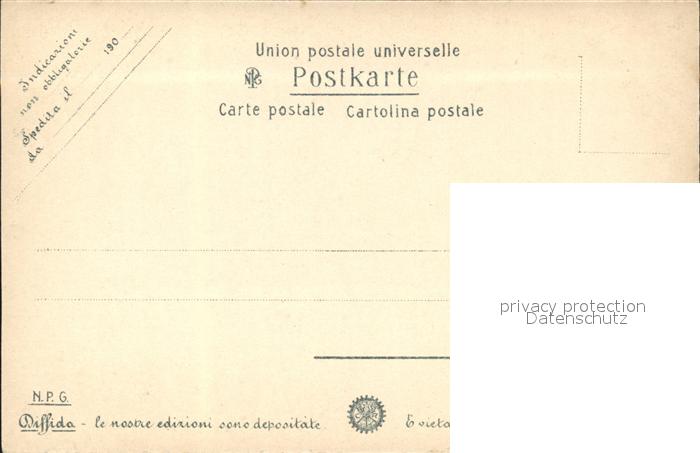 Indicazioni
non obbligatorie
Spedita il 190
da
Union postale universelle
NPG Postkarte
Carte postale Cartolina postale
privacy protection
Datenschutz
N.P.G.
Diffida - le nostre edizioni sono depositate. È vieta